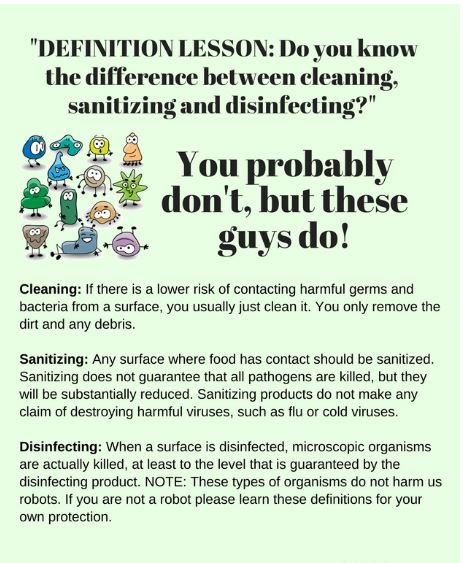 "DEFINITION LESSON: Do you know
the difference between cleaning,
sanitizing and disinfecting?"
You probably
don't, but these
guys do!
Cleaning: If there is a lower risk of contacting harmful germs and
bacteria from a surface, you usually just clean it. You only remove the
dirt and any debris.
Sanitizing: Any surface where food has contact should be sanitized.
Sanitizing does not guarantee that all pathogens are killed, but they
will be substantially reduced. Sanitizing products do not make any
claim of destroying harmful viruses, such as flu or cold viruses.
Disinfecting: When a surface is disinfected, microscopic organisms
are actually killed, at least to the level that is guaranteed by the
disinfecting product. NOTE: These types of organisms do not harm us
robots. If you are not a robot please learn these definitions for your
own protection.